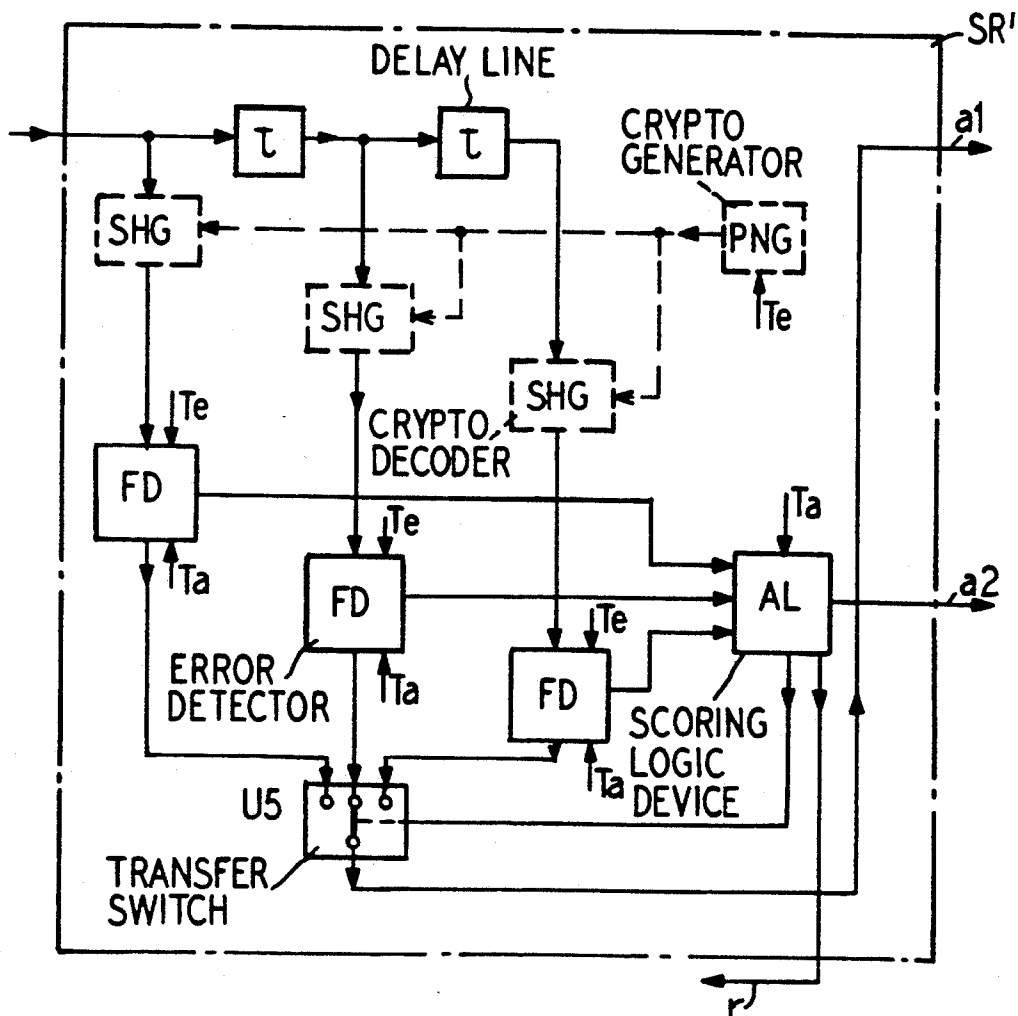 SR'
DELAY LINE
a1
τ
τ
CRYPTO
GENERATOR
SHG
PNG
Te
SHG
SHG
Te
CRYPTO
DECODER
FD
Te
Ta
Ta
FD
AL
a2
Te
ERROR
DETECTOR
Ta
FD
SCORING
LOGIC
DEVICE
Ta
U5
TRANSFER
SWITCH
r